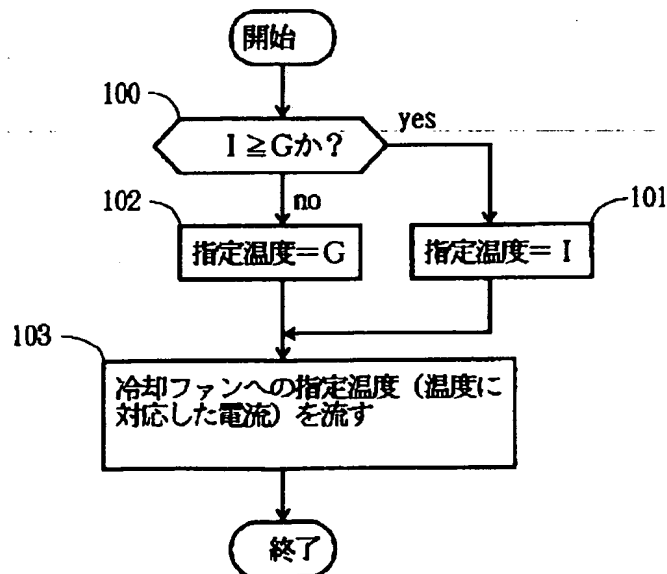 開始
100
I≧Gか?
yes
102
no
101
指定温度=G
指定温度=I
103
冷却ファンへの指定温度(温度に
対応した電流)を流す
終了